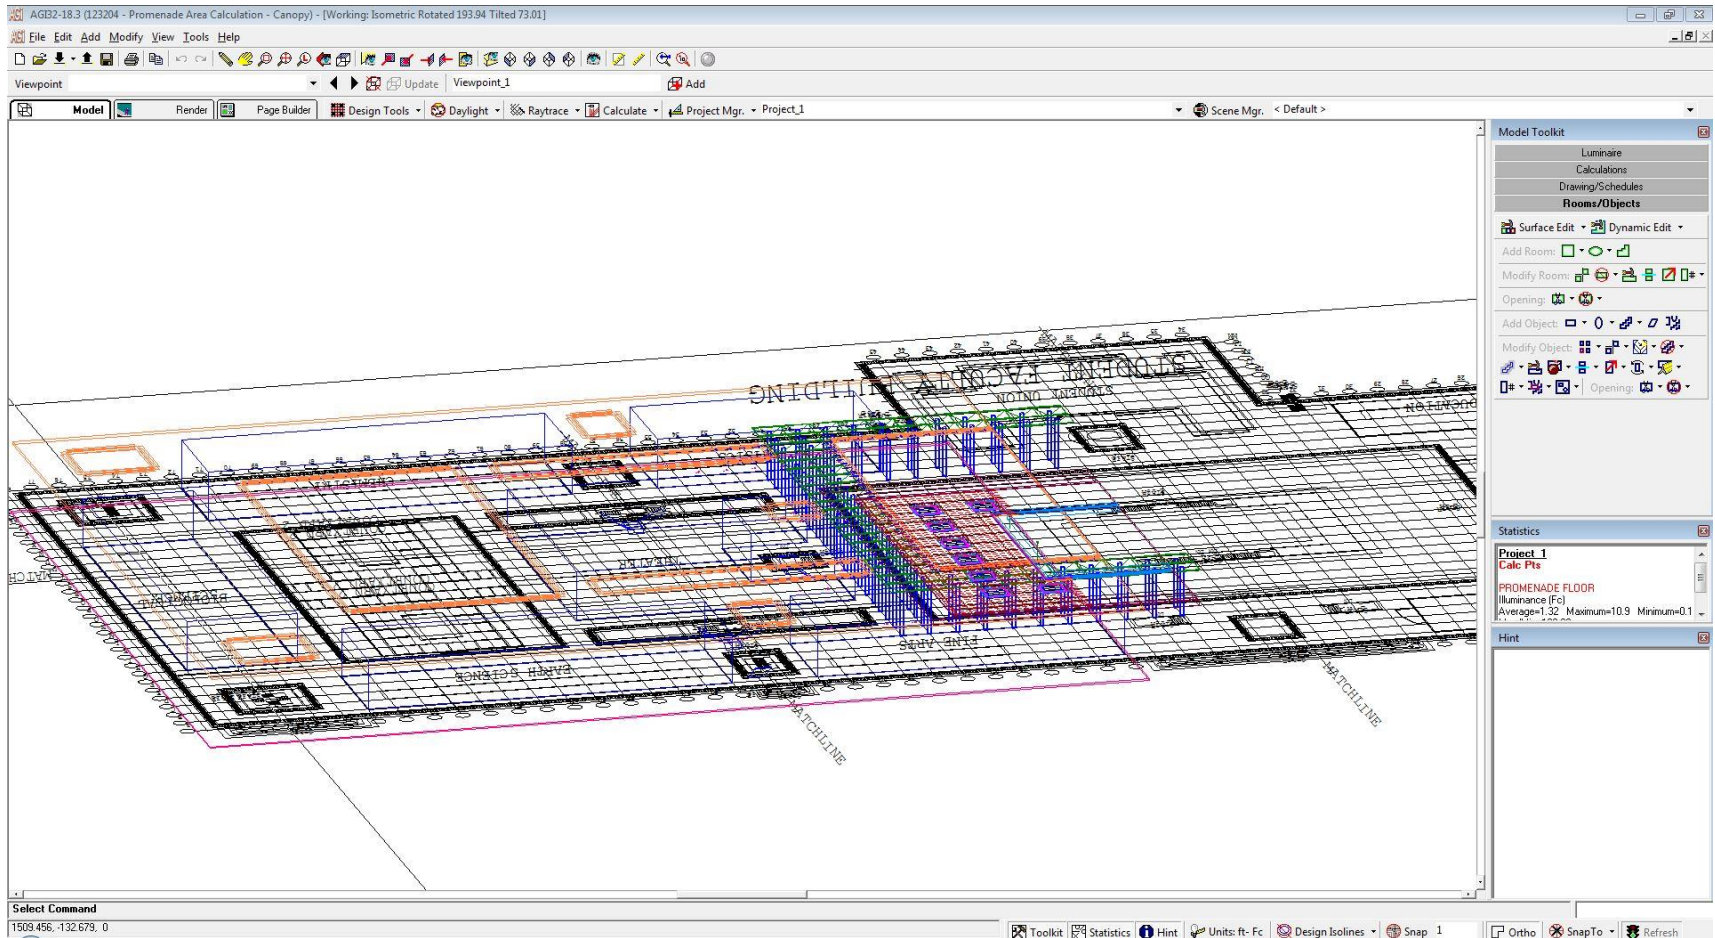 AGI32-18.3 (123204 - Promenade Area Calculation - Canopy) - [Working: Isometric Rotated 193.94 Tilted 73.01]
File Edit Add Modify View Tools Help
Viewpoint Update Viewpoint_1 Add
Model Render Page Builder Design Tools Daylight Raytrace Calculate Project Mgr. Project_1 Scene Mgr. < Default >
Model Toolkit
Luminaire
Calculations
Drawing/Schedules
Rooms/Objects
Surface Edit Dynamic Edit
Add Room:
Modify Room:
Opening:
Add Object:
Modify Object:
Opening:
STUDENT FACULTY
BUILDING
STUDENT
UNION
THEATER
FINE ARTS
EARTH SCIENCE
MATCHLINE
MATCHLINE
Statistics
Project_1
Calc Pts
PROMENADE FLOOR
Illuminance (Fc)
Average=1.32 Maximum=10.9 Minimum=0.1
Hint
Select Command
1509.456, -132.679, 0
Toolkit Statistics Hint Units: ft- Fc Design Isolines Snap 1 Ortho SnapTo Refresh